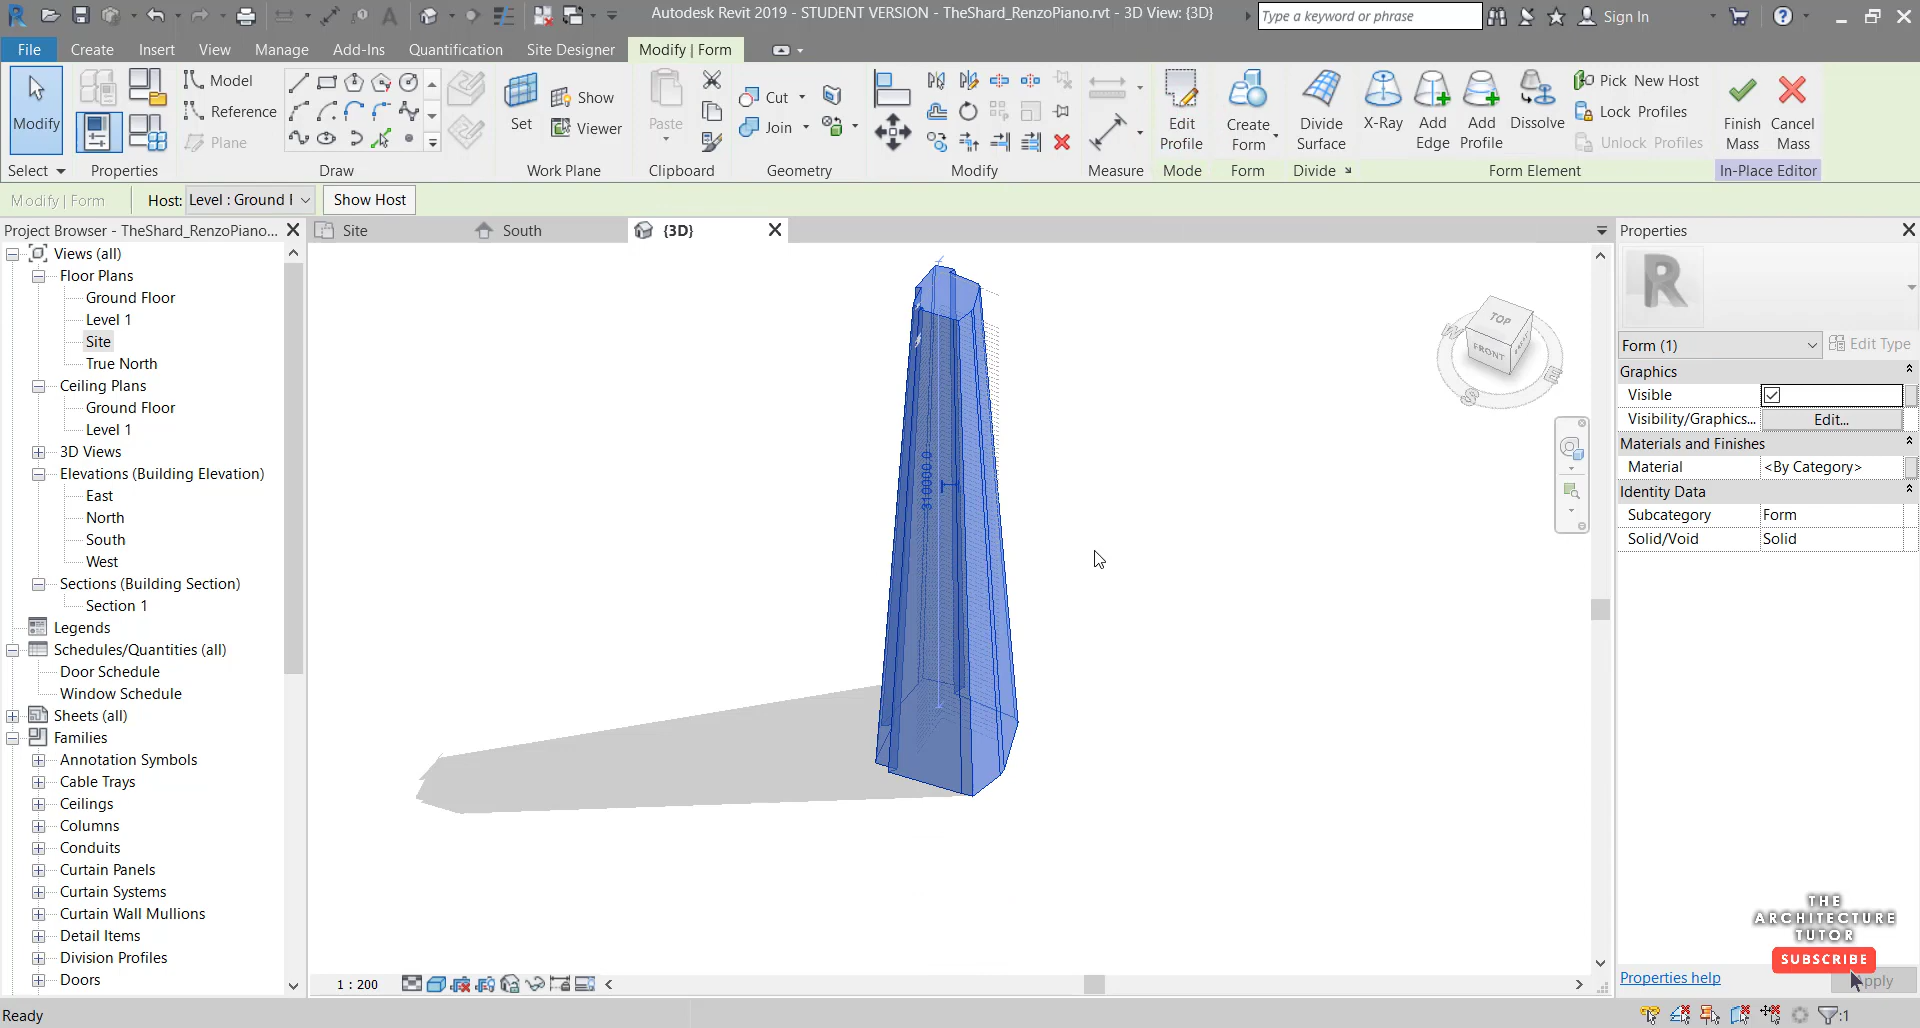 Autodesk Revit 2019 - STUDENT VERSION - TheShard_RenzoPiano.rvt - 3D View: {3D}
Type a keyword or phrase
Sign In
File Create Insert View Manage Add-Ins Quantification Site Designer Modify | Form
Modify
Model
Reference
Plane
Set
Show
Viewer
Paste
Cut
Join
Edit Profile
Create Form
Divide Surface
X-Ray
Add Edge
Add Profile
Dissolve
Pick New Host
Lock Profiles
Unlock Profiles
Finish Mass
Cancel Mass
Select Properties Draw Work Plane Clipboard Geometry Modify Measure Mode Form Divide Form Element In-Place Editor
Modify | Form Host: Level : Ground Show Host
Project Browser - TheShard_RenzoPiano...
Site
South
{3D}
Properties
Views (all)
Floor Plans
Ground Floor
Level 1
Site
True North
Ceiling Plans
Ground Floor
Level 1
3D Views
Elevations (Building Elevation)
East
North
South
West
Sections (Building Section)
Section 1
Legends
Schedules/Quantities (all)
Door Schedule
Window Schedule
Sheets (all)
Families
Annotation Symbols
Cable Trays
Ceilings
Columns
Conduits
Curtain Panels
Curtain Systems
Curtain Wall Mullions
Detail Items
Division Profiles
Doors
310000.0
TOP
FRONT
W
S
E
1 : 200
R
Form (1)
Edit Type
Graphics
Visible
Visibility/Graphics... Edit...
Materials and Finishes
Material <By Category>
Identity Data
Subcategory Form
Solid/Void Solid
THE
ARCHITECTURE
TUTOR
SUBSCRIBE
Properties help
Ready
:1